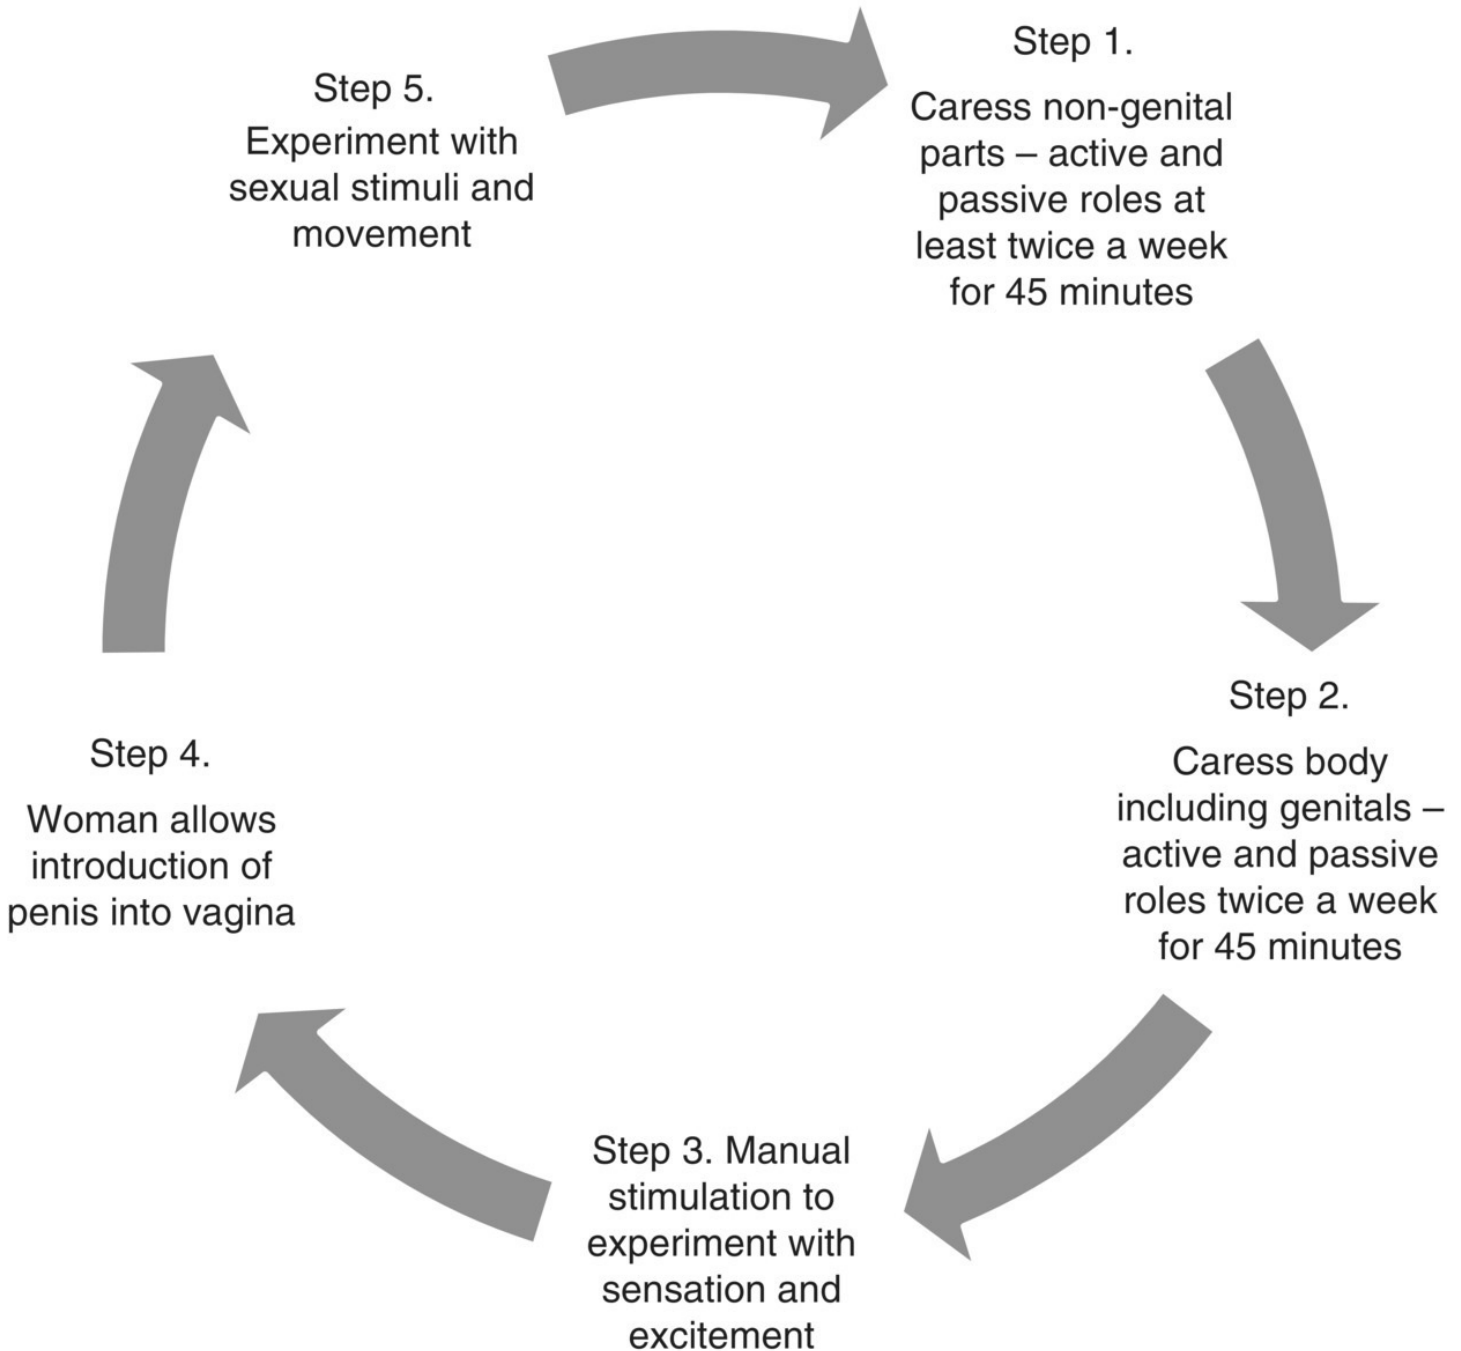 Step 1.
Caress non-genital
parts – active and
passive roles at
least twice a week
for 45 minutes
Step 2.
Caress body
including genitals –
active and passive
roles twice a week
for 45 minutes
Step 3. Manual
stimulation to
experiment with
sensation and
excitement
Step 4.
Woman allows
introduction of
penis into vagina
Step 5.
Experiment with
sexual stimuli and
movement